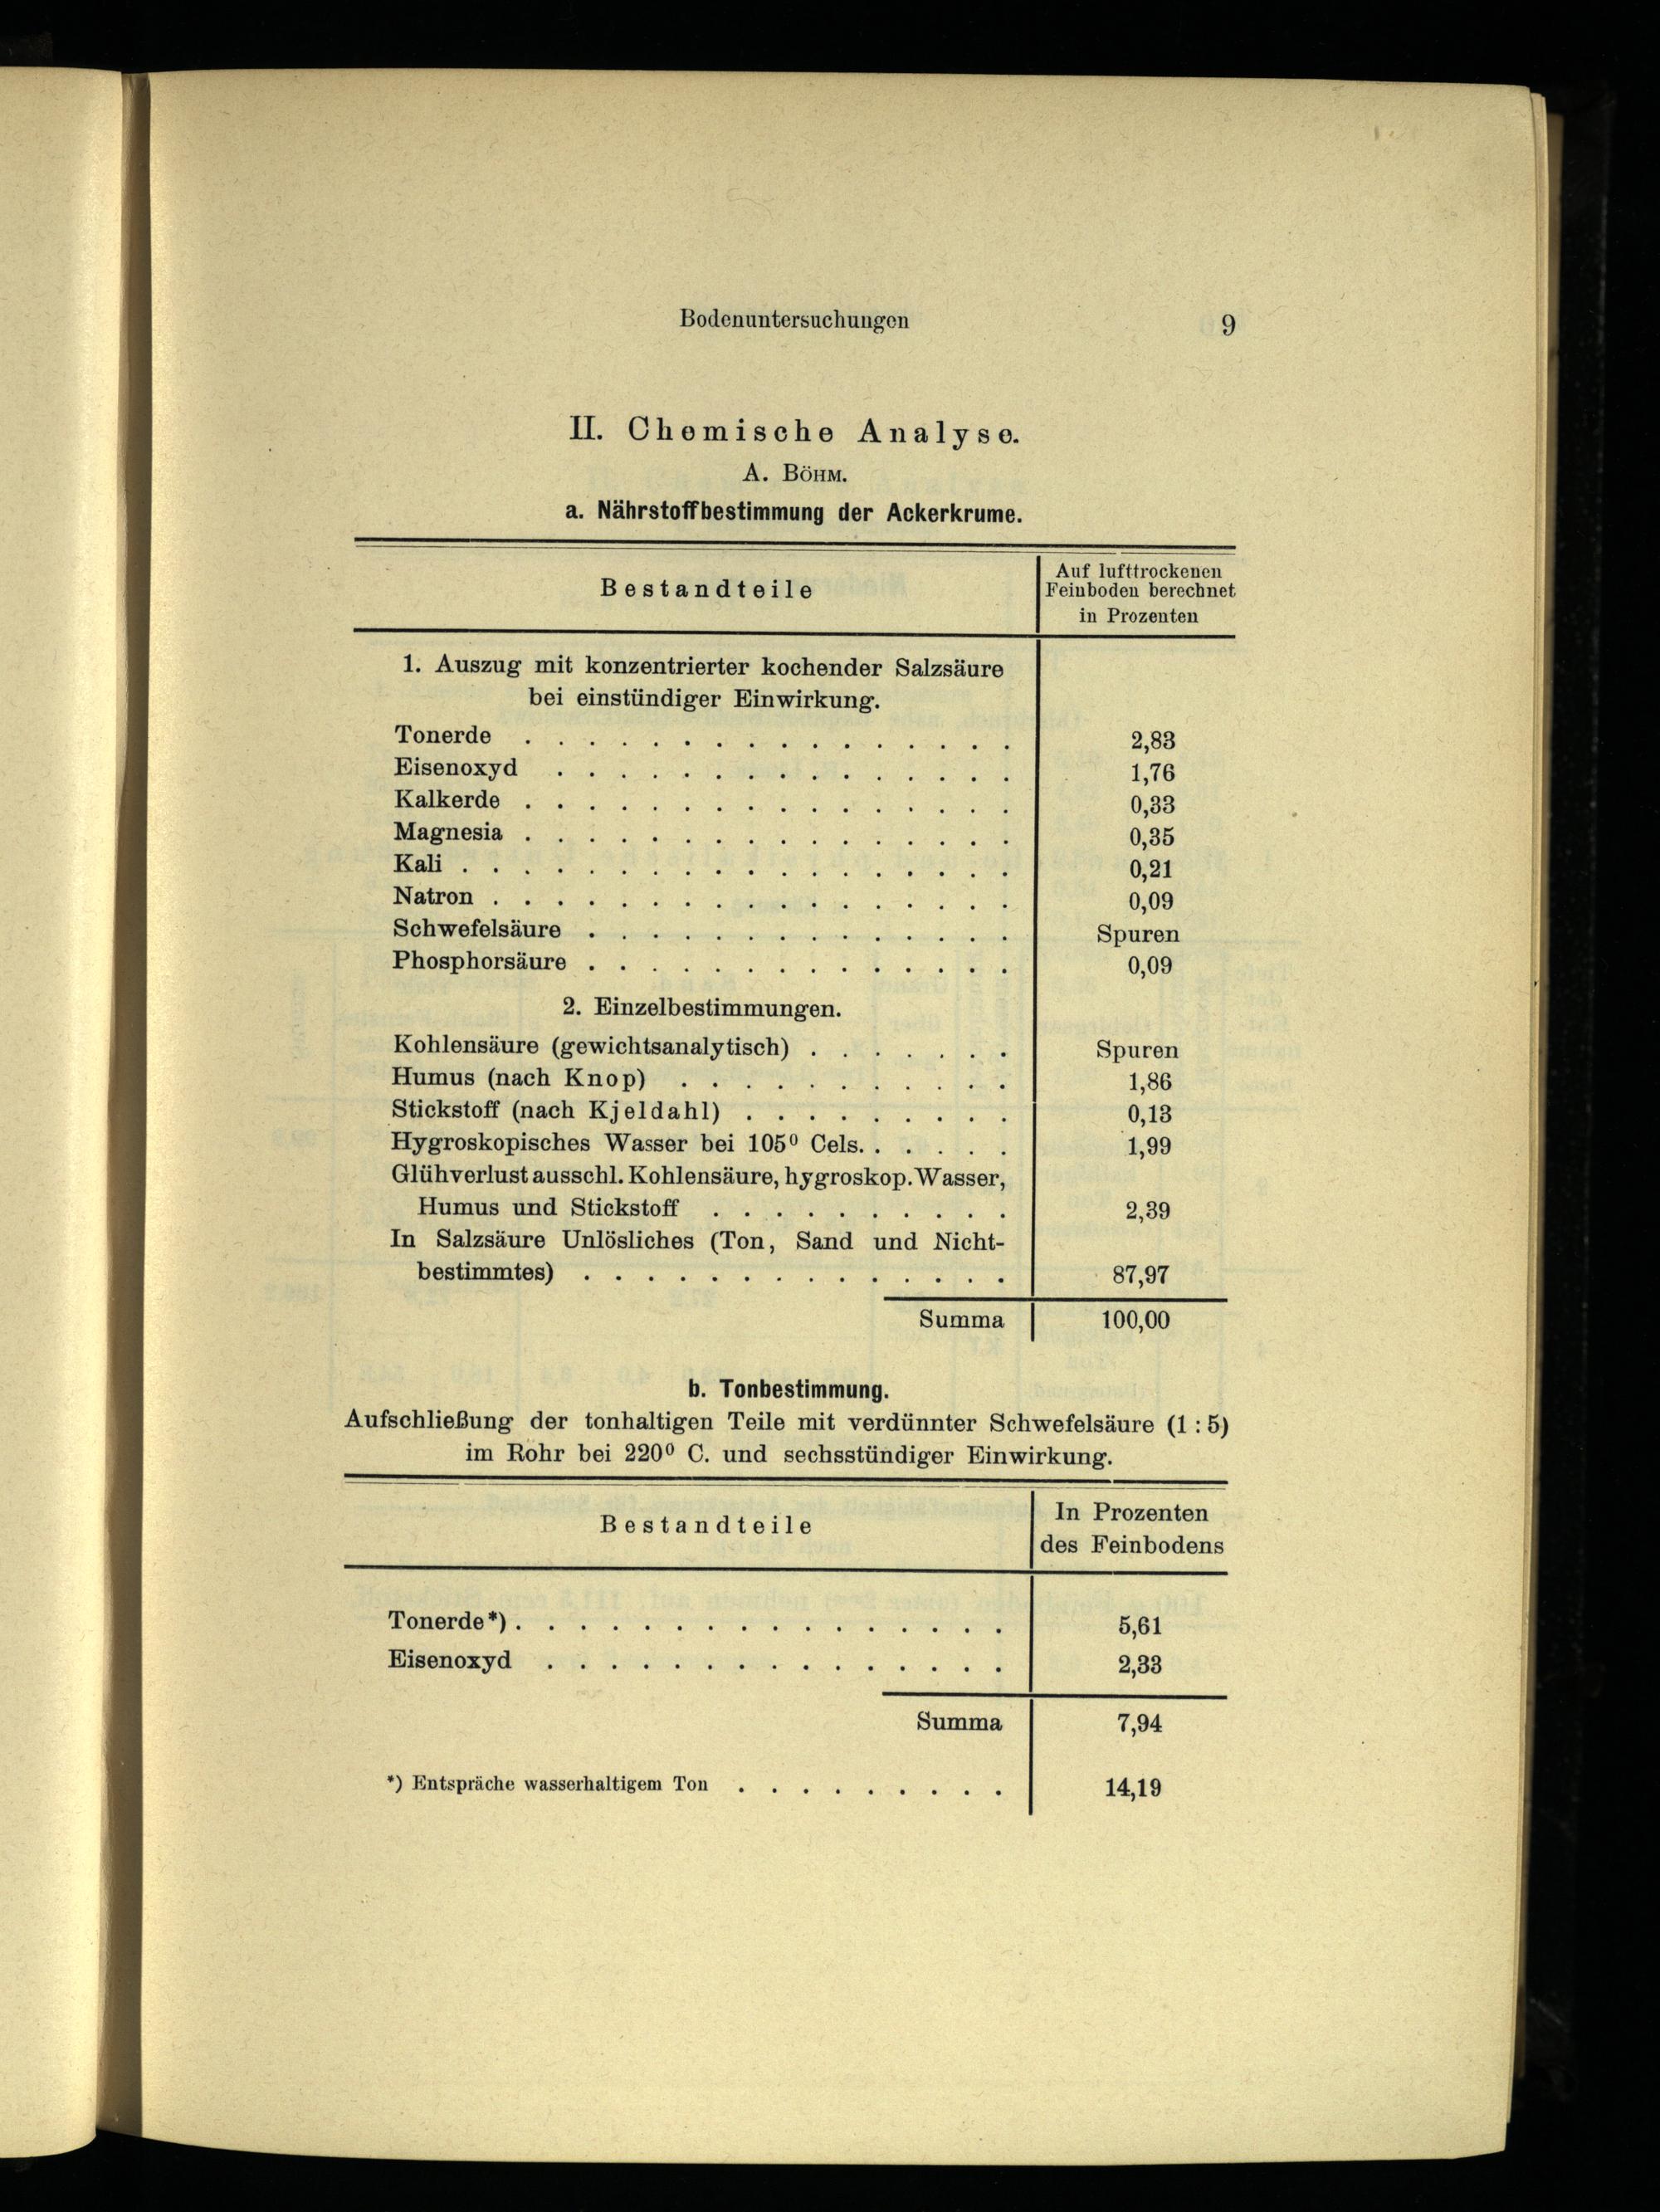 Bodenuntersuchungen 9
II. Chemische Analyse.
A. BÖHM.
a. Nährstoffbestimmung der Ackerkrume.
Bestandteile
Auf lufttrockenen
Feinboden berechnet
in Prozenten
1. Auszug mit konzentrierter kochender Salzsäure
bei einstündiger Einwirkung.
Tonerde . . . . . . . . . . . . . . . . 2,83
Eisenoxyd . . . . . . . . . . . . . . . 1,76
Kalkerde . . . . . . . . . . . . . . . . 0,33
Magnesia . . . . . . . . . . . . . . . . 0,35
Kali . . . . . . . . . . . . . . . . . . 0,21
Natron . . . . . . . . . . . . . . . . . 0,09
Schwefelsäure . . . . . . . . . . . . . . Spuren
Phosphorsäure . . . . . . . . . . . . . . 0,09
2. Einzelbestimmungen.
Kohlensäure (gewichtsanalytisch) . . . . . . . Spuren
Humus (nach Knop) . . . . . . . . . . . 1,86
Stickstoff (nach Kjeldahl) . . . . . . . . . 0,13
Hygroskopisches Wasser bei 105⁰ Cels. . . . . . 1,99
Glühverlust ausschl. Kohlensäure, hygroskop. Wasser,
Humus und Stickstoff . . . . . . . . . . 2,39
In Salzsäure Unlösliches (Ton, Sand und Nicht-
bestimmtes) . . . . . . . . . . . . . . 87,97
Summa 100,00
b. Tonbestimmung.
Aufschließung der tonhaltigen Teile mit verdünnter Schwefelsäure (1 : 5)
im Rohr bei 220⁰ C. und sechsstündiger Einwirkung.
Bestandteile
In Prozenten
des Feinbodens
Tonerde*) . . . . . . . . . . . . . . . . 5,61
Eisenoxyd . . . . . . . . . . . . . . . 2,33
Summa 7,94
*) Entspräche wasserhaltigem Ton . . . . . . . . . 14,19